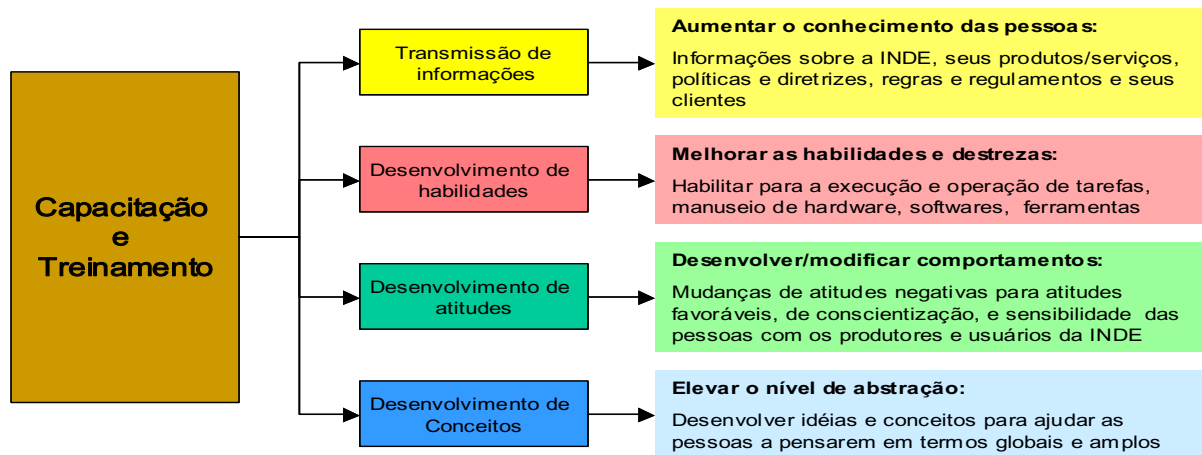 Capacitação
e
Treinamento
Transmissão de
informações
Aumentar o conhecimento das pessoas:
Informações sobre a INDE, seus produtos/serviços,
políticas e diretrizes, regras e regulamentos e seus
clientes
Desenvolvimento de
habilidades
Melhorar as habilidades e destrezas:
Habilitar para a execução e operação de tarefas,
manuseio de hardware, softwares, ferramentas
Desenvolvimento de
atitudes
Desenvolver/modificar comportamentos:
Mudanças de atitudes negativas para atitudes
favoráveis, de conscientização, e sensibilidade das
pessoas com os produtores e usuários da INDE
Desenvolvimento de
Conceitos
Elevar o nível de abstração:
Desenvolver idéias e conceitos para ajudar as
pessoas a pensarem em termos globais e amplos